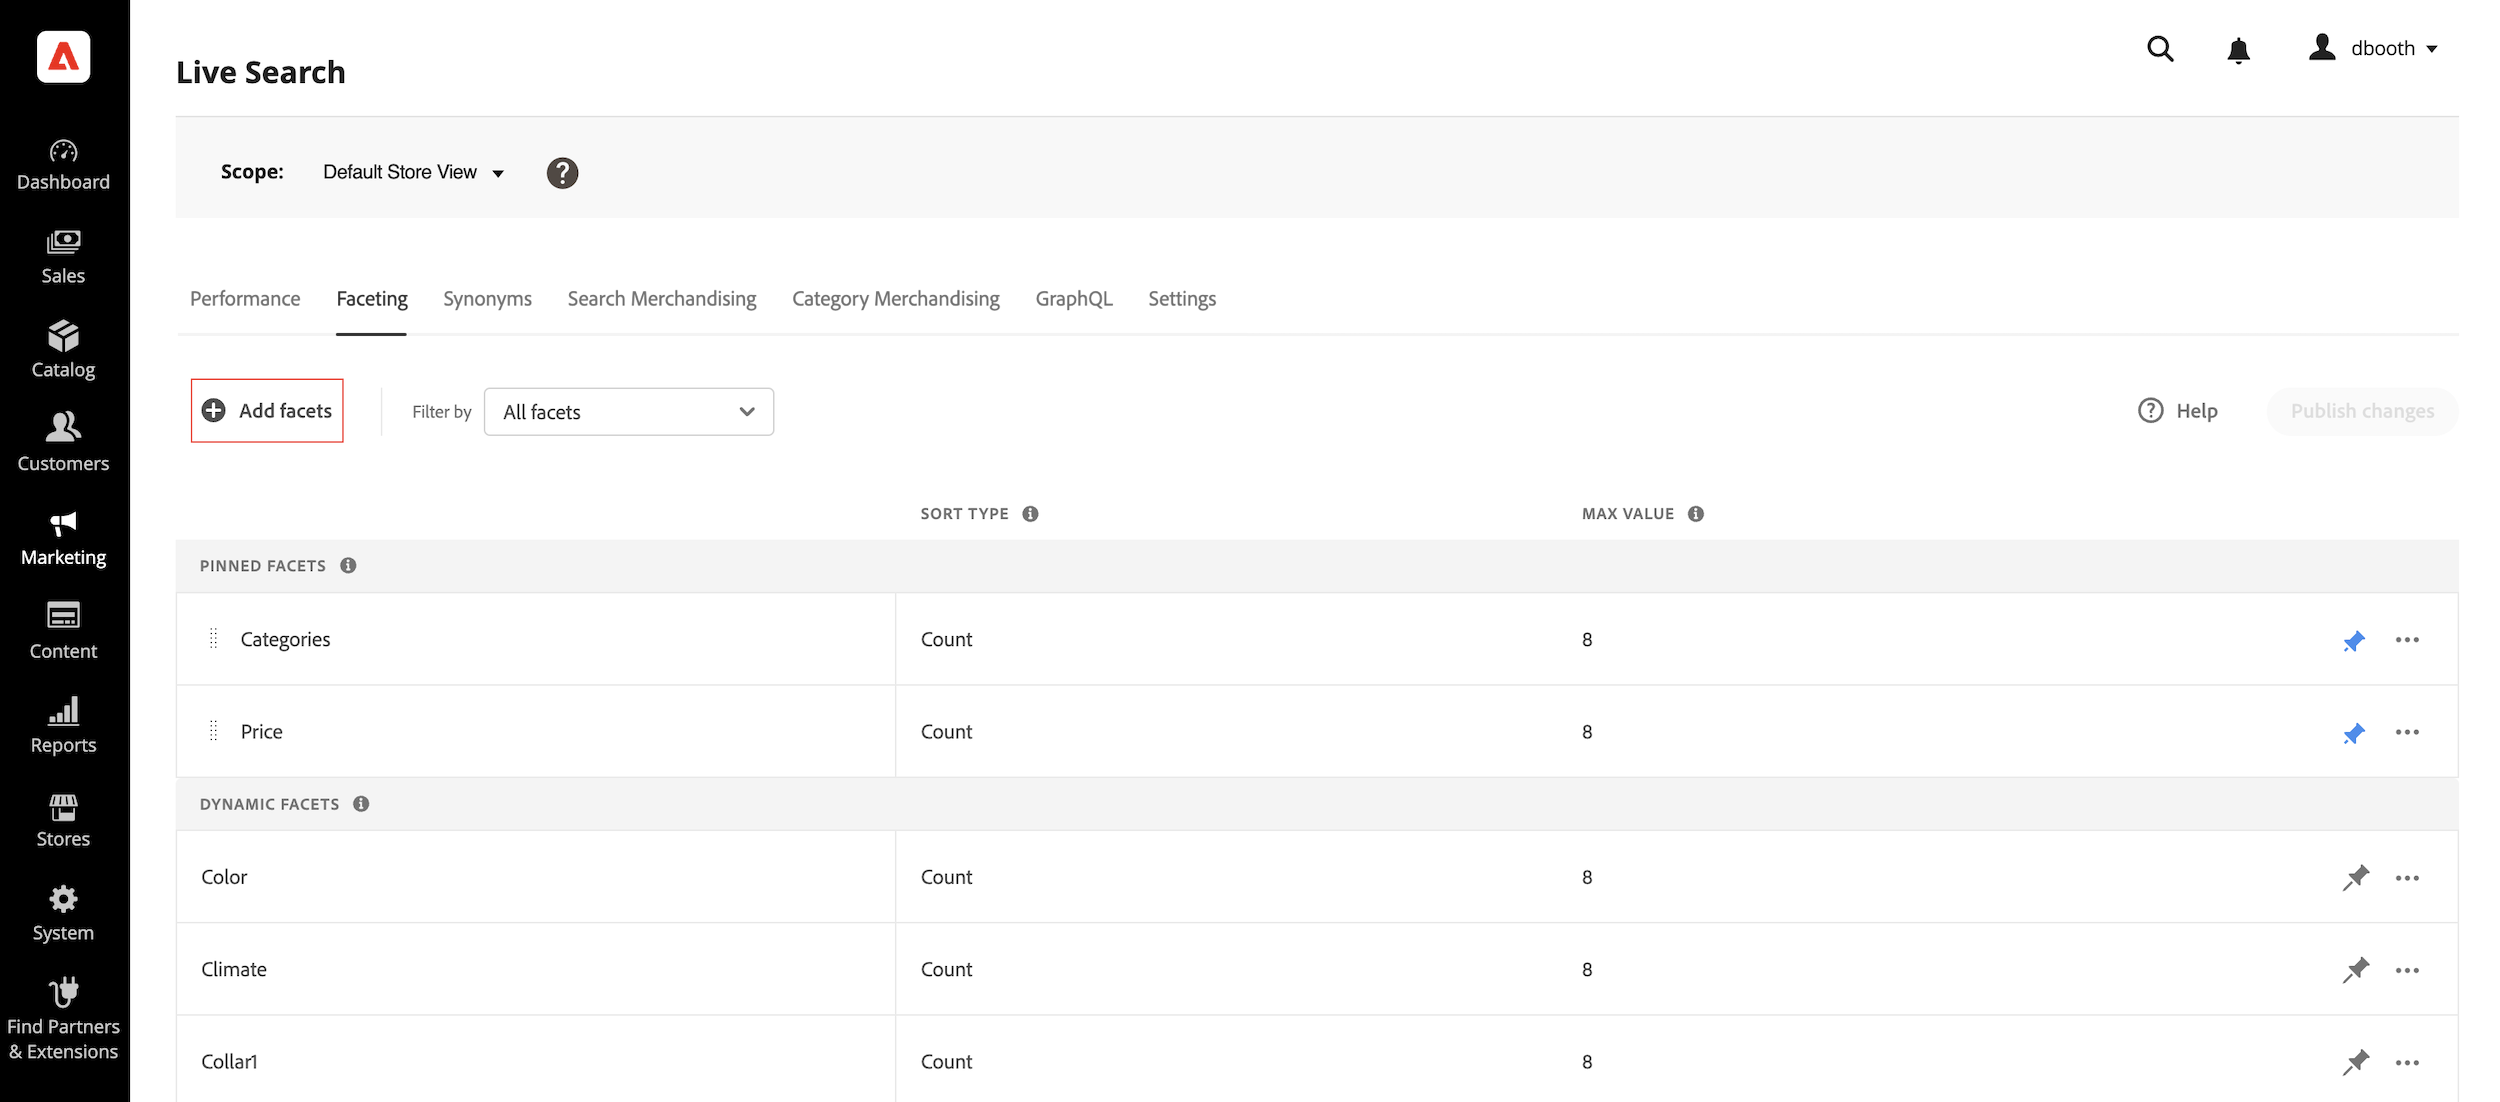 Live Search
dbooth
Dashboard
Sales
Catalog
Customers
Marketing
Content
Reports
Stores
System
Find Partners
& Extensions
Scope: Default Store View ?
Performance Faceting Synonyms Search Merchandising Category Merchandising GraphQL Settings
Add facets Filter by All facets ? Help Publish changes
SORT TYPE MAX VALUE
PINNED FACETS
Categories Count 8
Price Count 8
DYNAMIC FACETS
Color Count 8
Climate Count 8
Collar1 Count 8